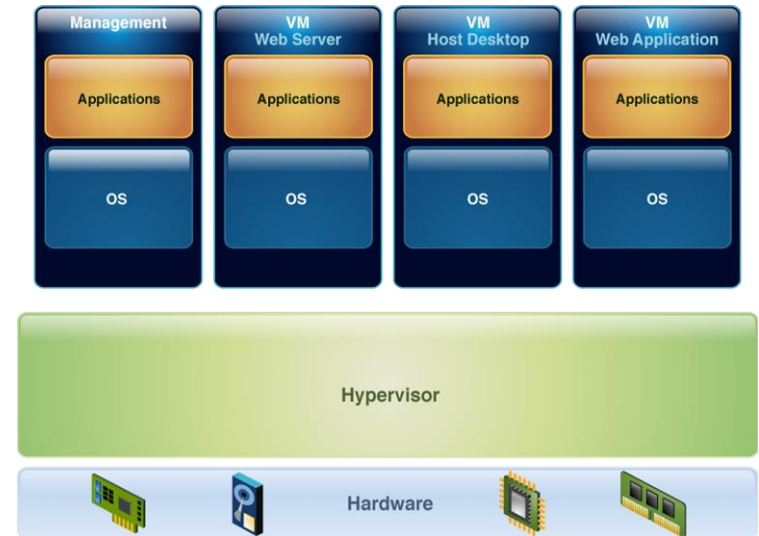 Management
Applications
OS
VM
Web Server
Applications
OS
VM
Host Desktop
Applications
OS
VM
Web Application
Applications
OS
Hypervisor
Hardware